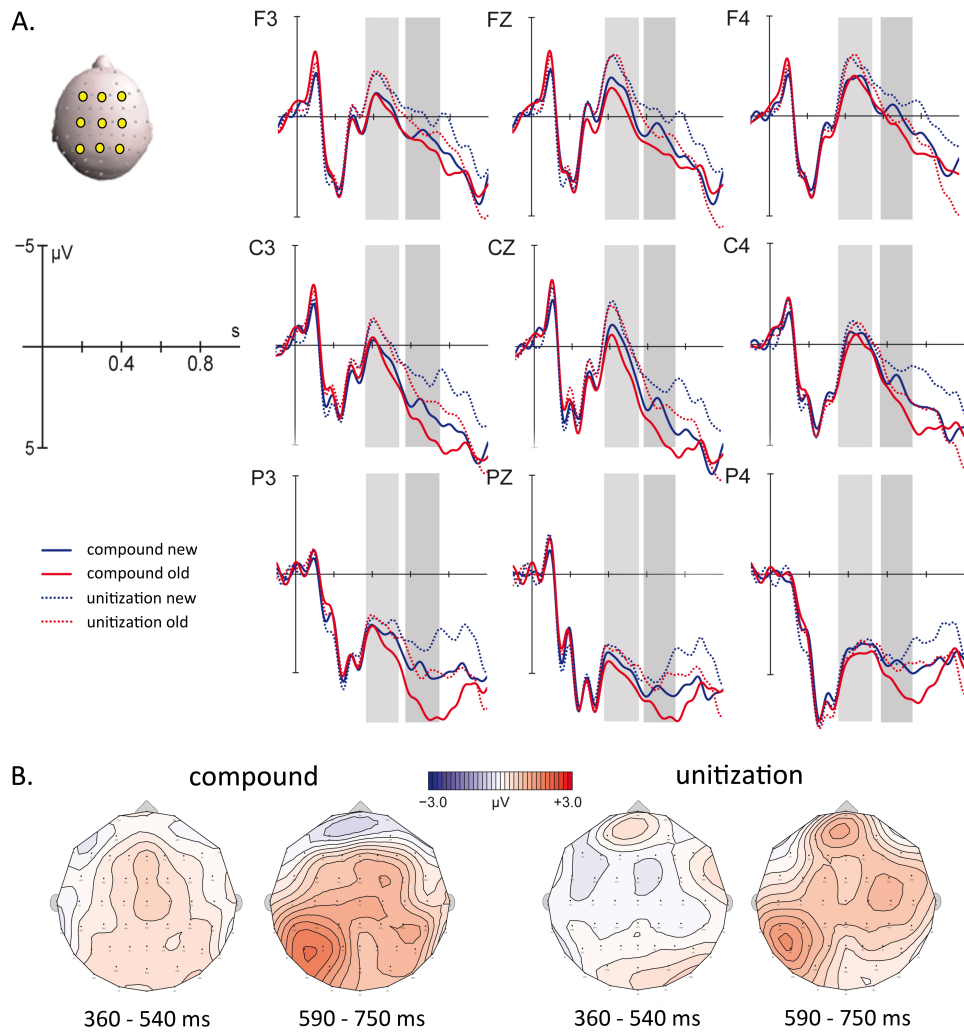 A.
F3 FZ F4
−5
μV
s
0.4 0.8
5
C3 CZ C4
P3 PZ P4
compound new
compound old
unitization new
unitization old
B.
compound unitization
−3.0 μV +3.0
360 - 540 ms 590 - 750 ms 360 - 540 ms 590 - 750 ms